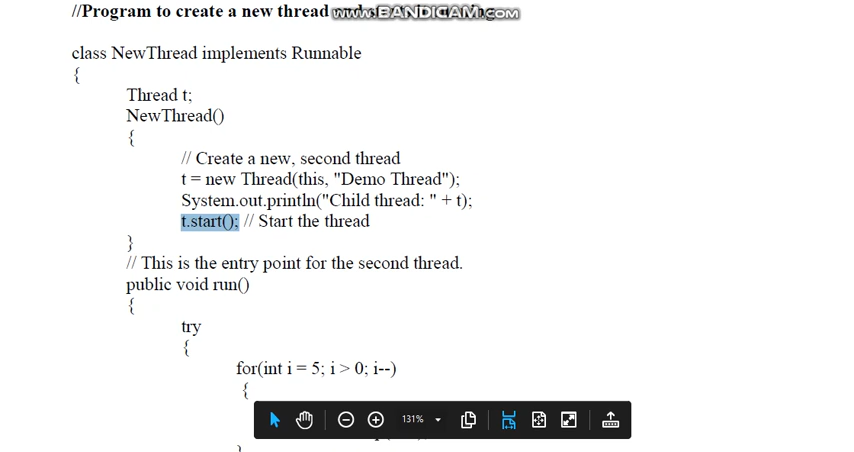 //Program to create a new thread
www.BANDICAM.com
class NewThread implements Runnable
{
Thread t;
NewThread()
{
// Create a new, second thread
t = new Thread(this, "Demo Thread");
System.out.println("Child thread: " + t);
t.start(); // Start the thread
}
// This is the entry point for the second thread.
public void run()
{
try
{
for(int i = 5; i > 0; i--)
{
131%